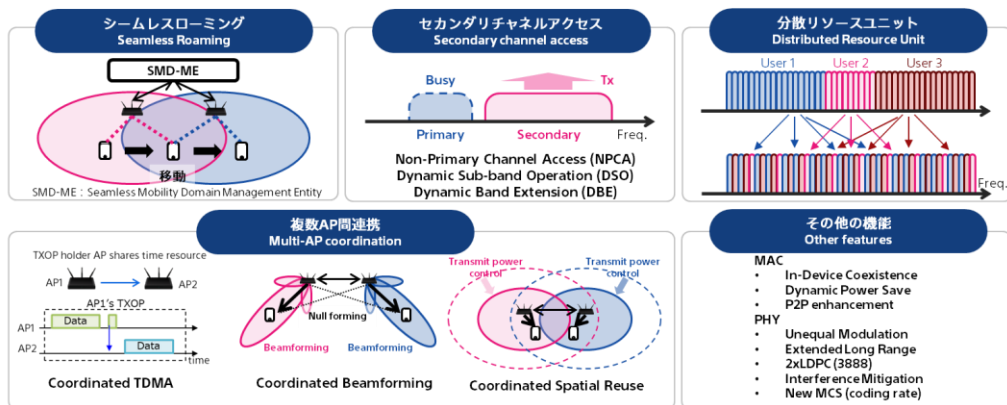 シームレスローミング
Seamless Roaming
SMD-ME
移動
SMD-ME：Seamless Mobility Domain Management Entity
セカンダリチャネルアクセス
Secondary channel access
Busy
Tx
Primary
Secondary
Freq.
Non-Primary Channel Access (NPCA)
Dynamic Sub-band Operation (DSO)
Dynamic Band Extension (DBE)
分散リソースユニット
Distributed Resource Unit
User 1
User 2
User 3
Freq.
複数AP間連携
Multi-AP coordination
TXOP holder AP shares time resource
AP1
AP2
AP1's TXOP
AP1
Data
AP2
Data
time
Coordinated TDMA
Null forming
Beamforming
Beamforming
Coordinated Beamforming
Transmit power
control
Transmit power
control
Coordinated Spatial Reuse
その他の機能
Other features
MAC
• In-Device Coexistence
• Dynamic Power Save
• P2P enhancement
PHY
• Unequal Modulation
• Extended Long Range
• 2xLDPC (3888)
• Interference Mitigation
• New MCS (coding rate)